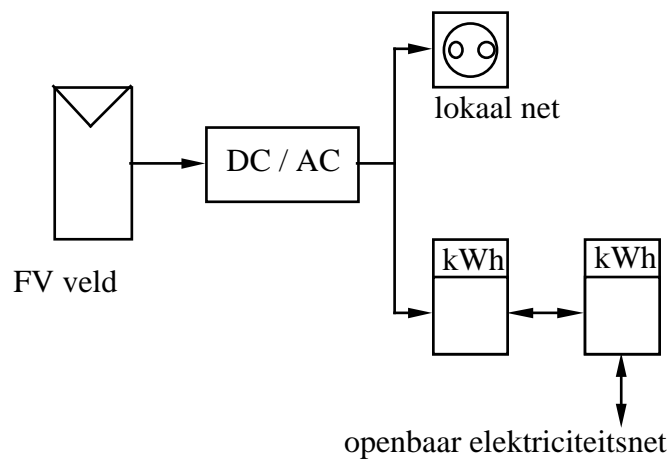 lokaal net
DC / AC
FV veld
kWh
kWh
openbaar elektriciteitsnet